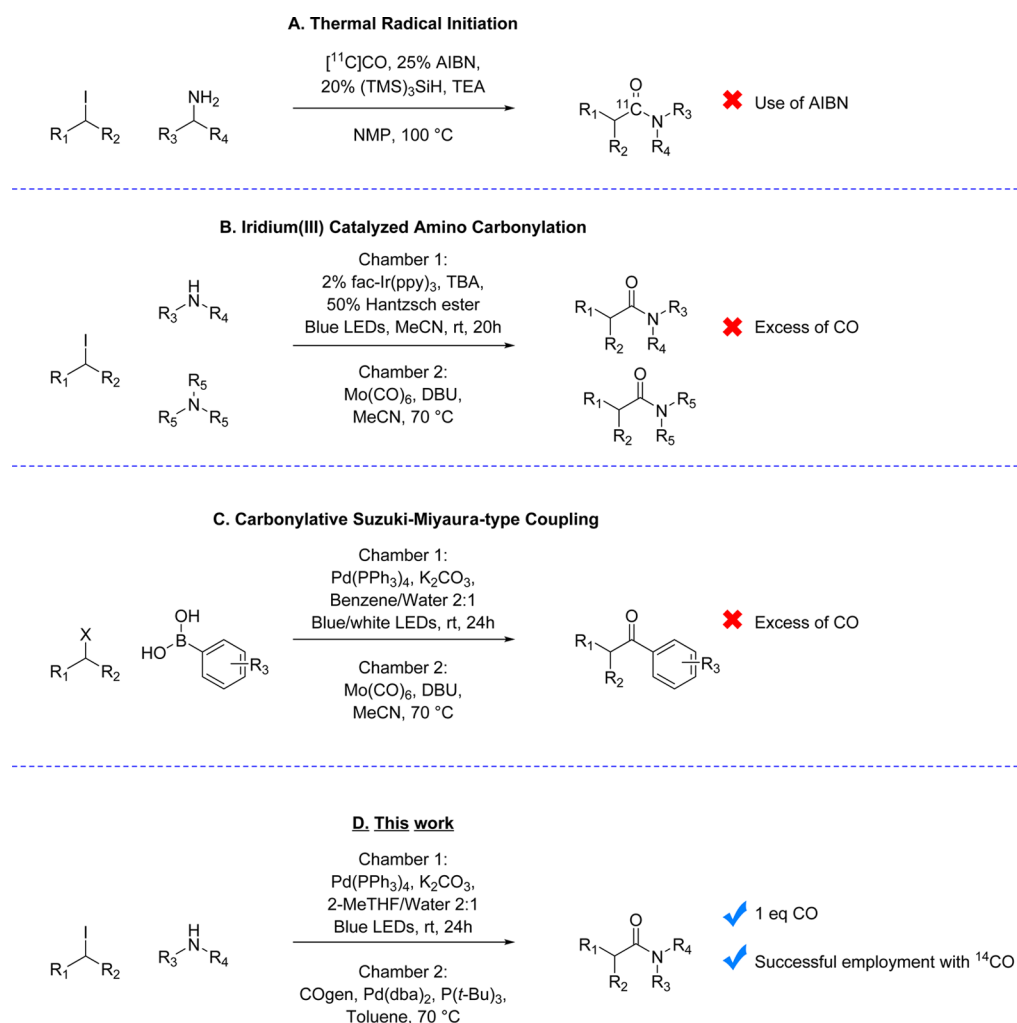 A. Thermal Radical Initiation
[¹¹C]CO, 25% AIBN,
20% (TMS)₃SiH, TEA
NMP, 100 °C
I
R₁ R₂
NH₂
R₃ R₄
O
R₁ ¹¹C N R₃
R₂ R₄
Use of AIBN
B. Iridium(III) Catalyzed Amino Carbonylation
Chamber 1:
2% fac-Ir(ppy)₃, TBA,
50% Hantzsch ester
Blue LEDs, MeCN, rt, 20h
Chamber 2:
Mo(CO)₆, DBU,
MeCN, 70 °C
I
R₁ R₂
H
N
R₃ R₄
R₅
N
R₅ R₅
O
R₁ N R₃
R₂ R₄
O
R₁ N R₅
R₂ R₅
Excess of CO
C. Carbonylative Suzuki-Miyaura-type Coupling
Chamber 1:
Pd(PPh₃)₄, K₂CO₃,
Benzene/Water 2:1
Blue/white LEDs, rt, 24h
Chamber 2:
Mo(CO)₆, DBU,
MeCN, 70 °C
X
R₁ R₂
OH
HO B
R₃
O
R₁
R₂ R₃
Excess of CO
D. This work
Chamber 1:
Pd(PPh₃)₄, K₂CO₃,
2-MeTHF/Water 2:1
Blue LEDs, rt, 24h
Chamber 2:
COgen, Pd(dba)₂, P(t-Bu)₃,
Toluene, 70 °C
I
R₁ R₂
H
N
R₃ R₄
O
R₁ N R₄
R₂ R₃
1 eq CO
Successful employment with ¹⁴CO